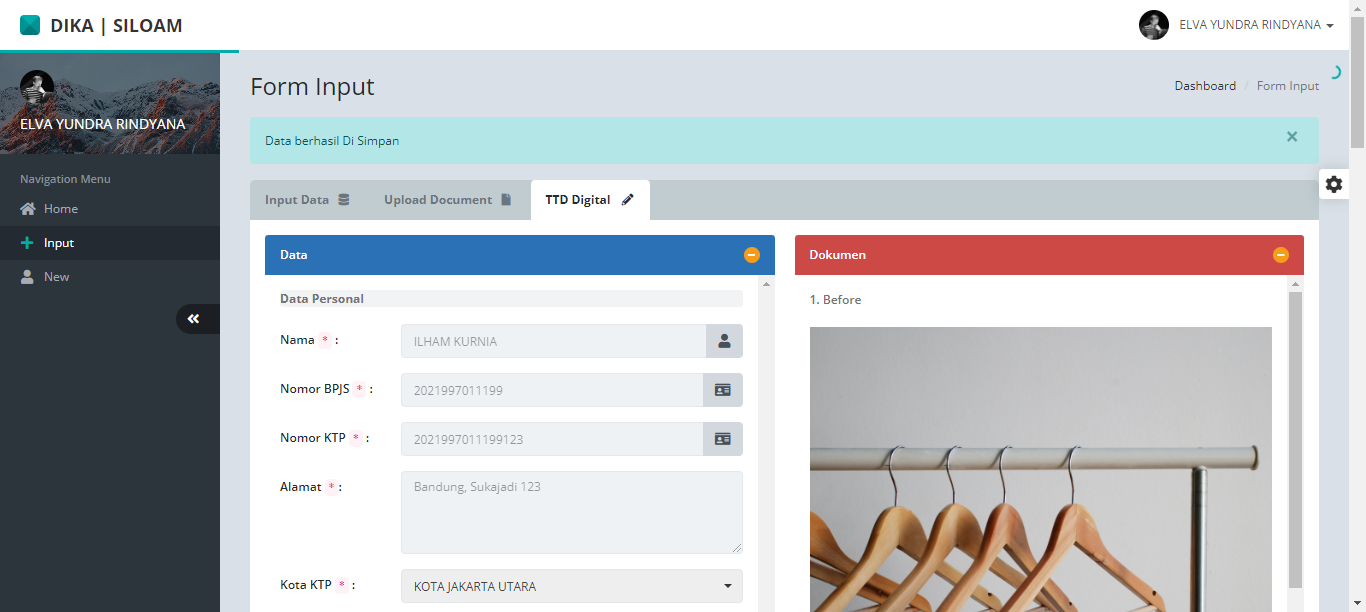 DIKA | SILOAM
ELVA YUNDRA RINDYANA
ELVA YUNDRA RINDYANA
Navigation Menu
Home
Input
New
Form Input
Dashboard / Form Input
Data berhasil Di Simpan
×
Input Data
Upload Document
TTD Digital
Data
Data Personal
Nama * :
ILHAM KURNIA
Nomor BPJS * :
2021997011199
Nomor KTP * :
2021997011199123
Alamat * :
Bandung, Sukajadi 123
Kota KTP * :
KOTA JAKARTA UTARA
Dokumen
1. Before